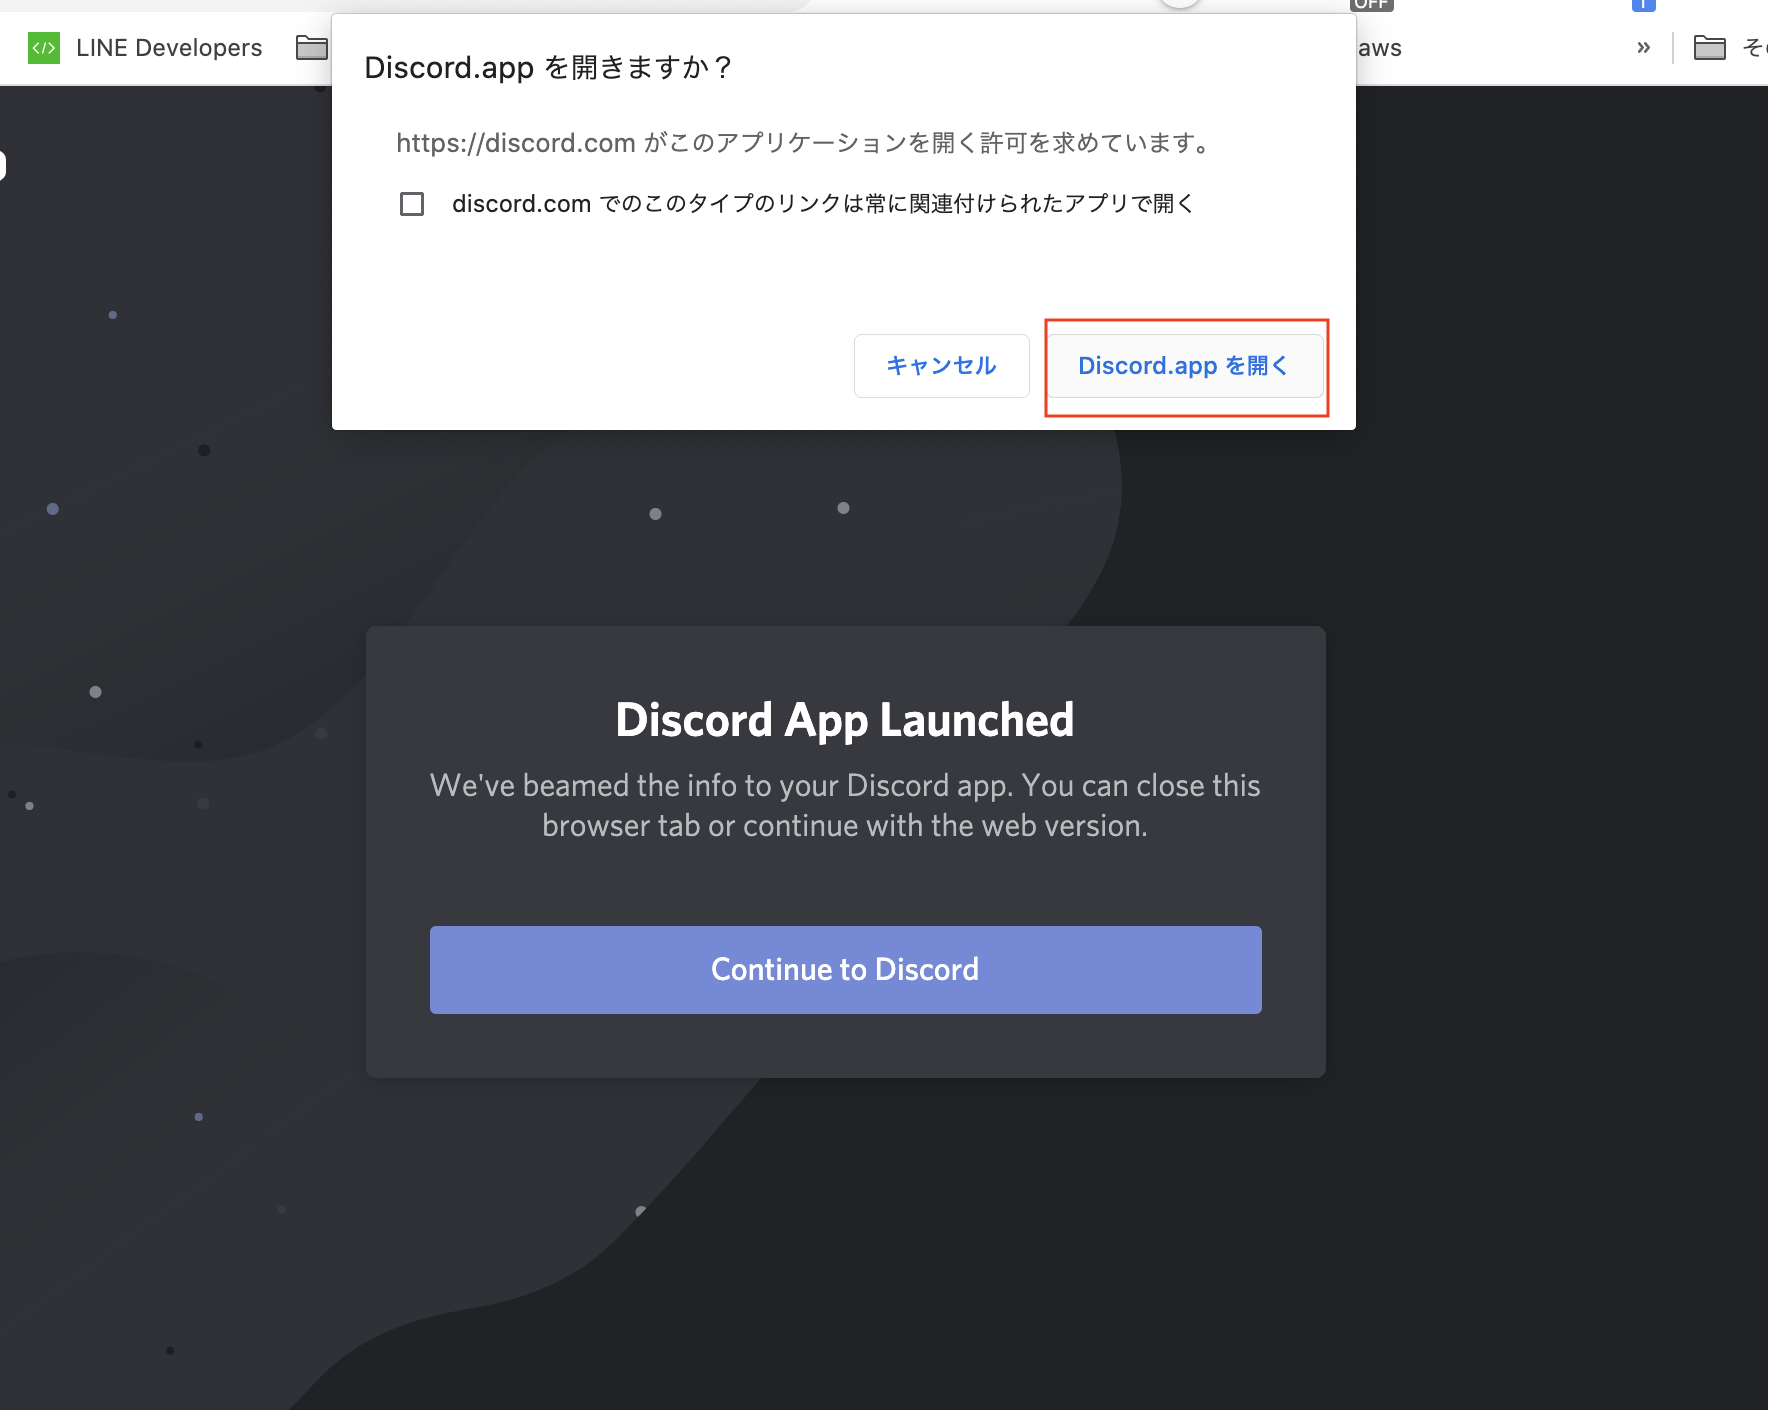 OFF
LINE Developers
aws
»
Discord.app を開きますか？
https://discord.com がこのアプリケーションを開く許可を求めています。
discord.com でのこのタイプのリンクは常に関連付けられたアプリで開く
キャンセル
Discord.app を開く
Discord App Launched
We've beamed the info to your Discord app. You can close this
browser tab or continue with the web version.
Continue to Discord